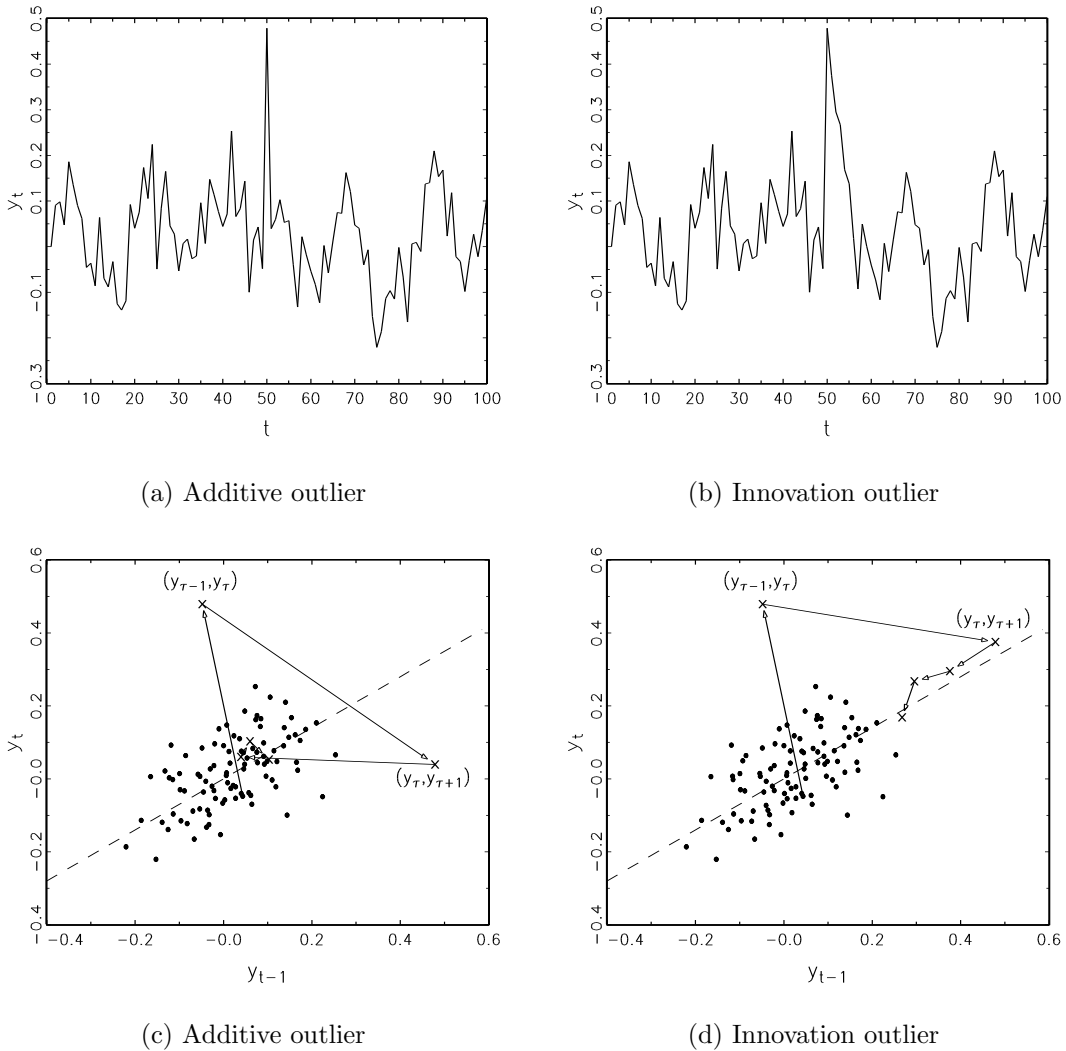 −0.3 −0.1 0.1 0.2 0.3 0.4 0.5
y_t
0 10 20 30 40 50 60 70 80 90 100
t
(a) Additive outlier
−0.3 −0.1 0.1 0.2 0.3 0.4 0.5
y_t
0 10 20 30 40 50 60 70 80 90 100
t
(b) Innovation outlier
−0.4 −0.2 −0.0 0.2 0.4 0.6
y_t
(y_{τ−1},y_τ)
(y_τ,y_{τ+1})
−0.4 −0.2 −0.0 0.2 0.4 0.6
y_{t−1}
(c) Additive outlier
−0.4 −0.2 −0.0 0.2 0.4 0.6
y_t
(y_{τ−1},y_τ)
(y_τ,y_{τ+1})
−0.4 −0.2 −0.0 0.2 0.4 0.6
y_{t−1}
(d) Innovation outlier